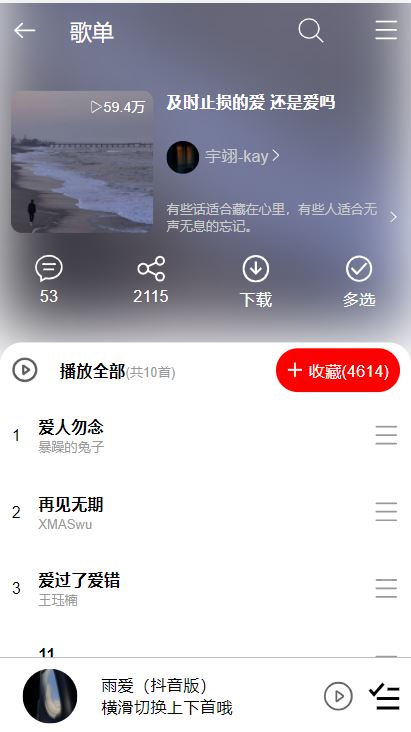 歌单
▷59.4万
及时止损的爱 还是爱吗
宇翊-kay
有些话适合藏在心里，有些人适合无
声无息的忘记。
53
2115
下载
多选
播放全部(共10首)
+ 收藏(4614)
1
爱人勿念
暴躁的兔子
2
再见无期
XMASwu
3
爱过了爱错
王珏楠
11
雨爱（抖音版）
横滑切换上下首哦